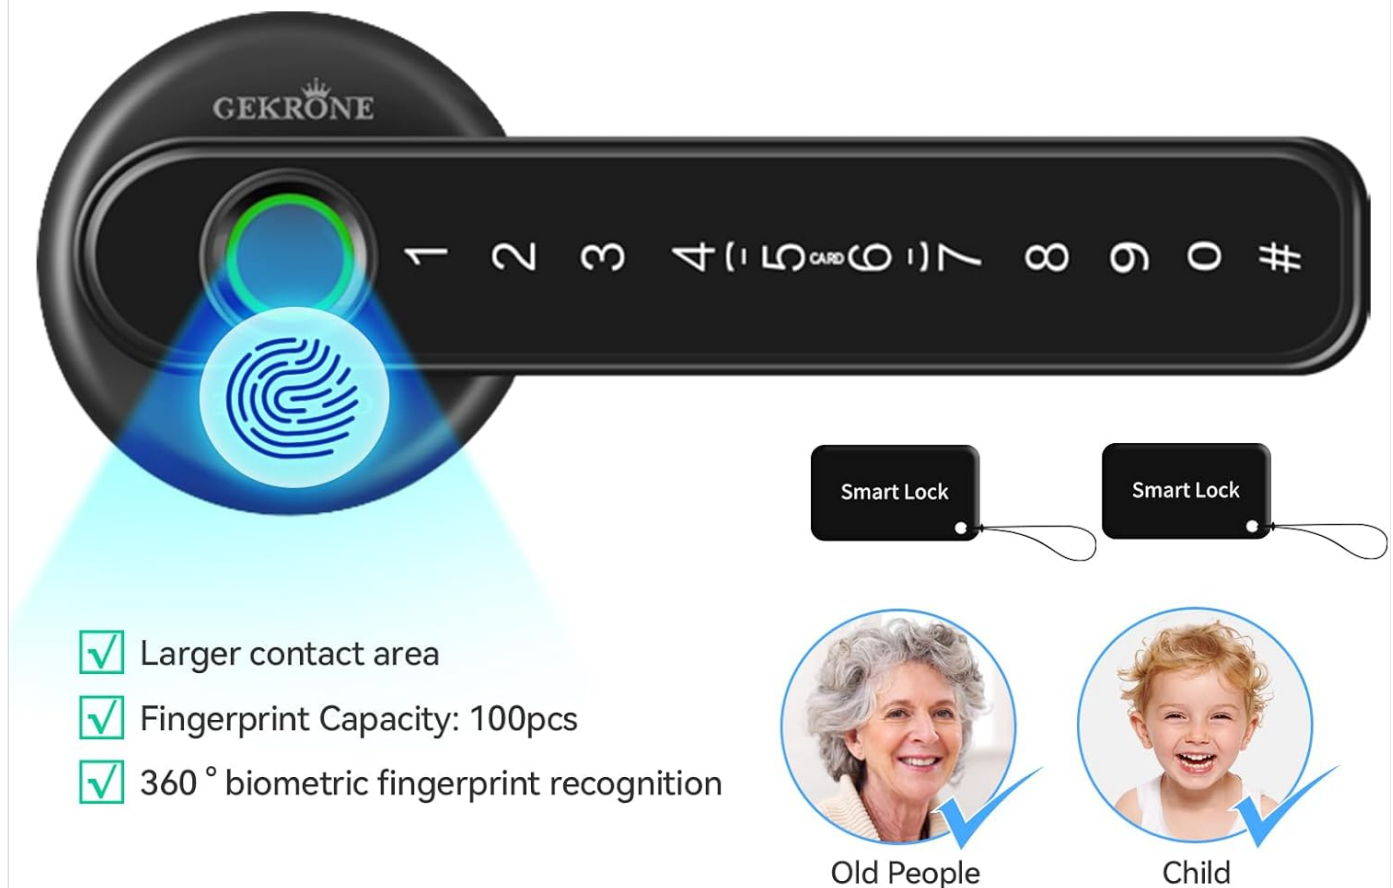 GEKRONE
1 2 3 4 5 CARD 6 7 8 9 0 #
Smart Lock
Smart Lock
Larger contact area
Fingerprint Capacity: 100pcs
360 ° biometric fingerprint recognition
Old People
Child